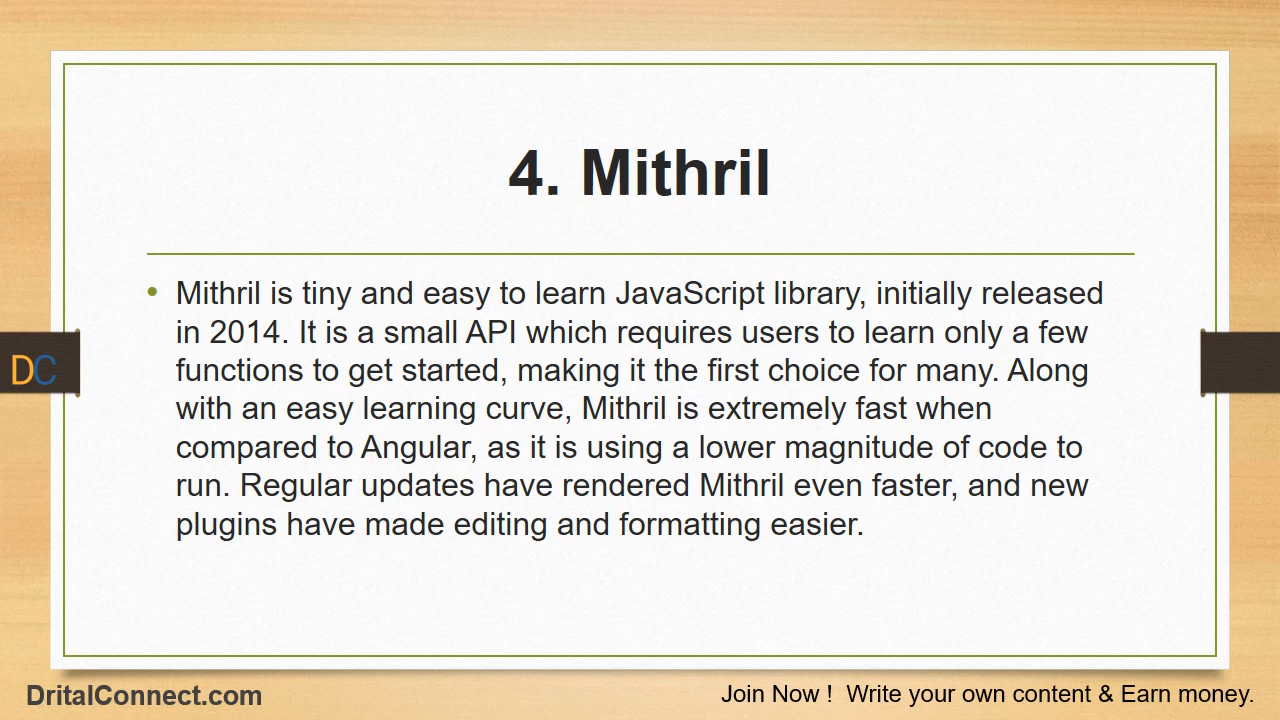 4. Mithril
• Mithril is tiny and easy to learn JavaScript library, initially released
in 2014. It is a small API which requires users to learn only a few
functions to get started, making it the first choice for many. Along
with an easy learning curve, Mithril is extremely fast when
compared to Angular, as it is using a lower magnitude of code to
run. Regular updates have rendered Mithril even faster, and new
plugins have made editing and formatting easier.
DC
DritalConnect.com
Join Now !  Write your own content & Earn money.